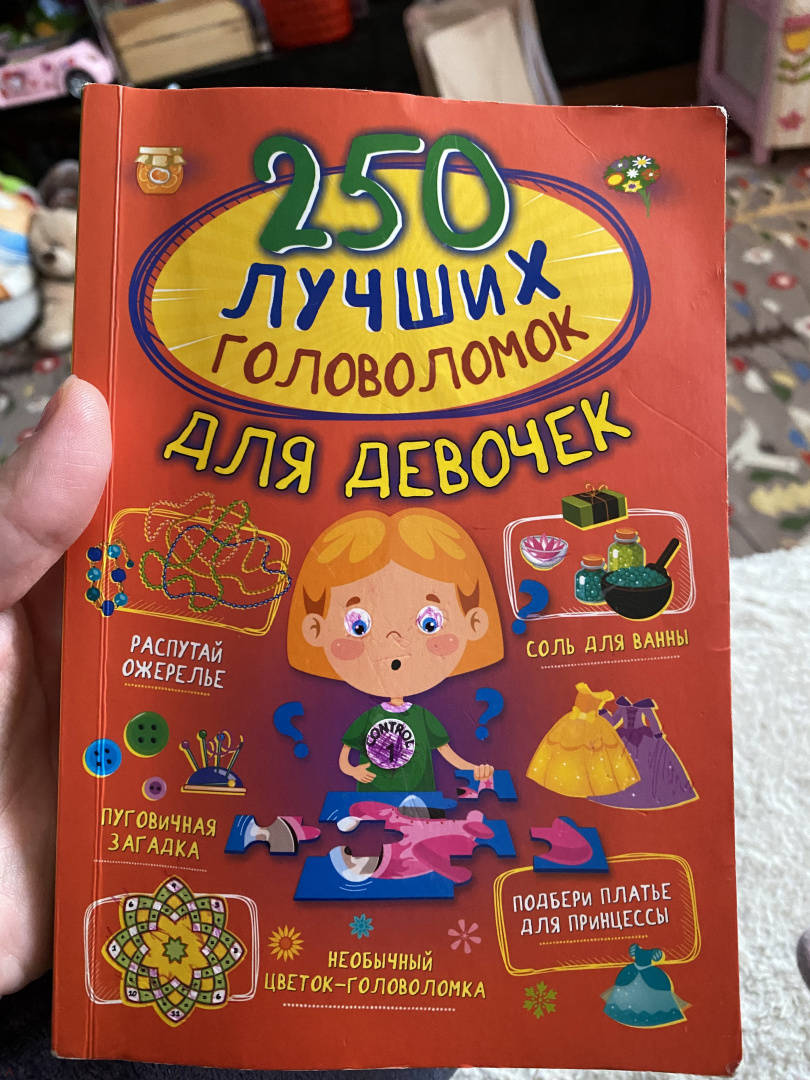 250
ЛУЧШИХ
ГОЛОВОЛОМОК
ДЛЯ ДЕВОЧЕК
РАСПУТАЙ
ОЖЕРЕЛЬЕ
СОЛЬ ДЛЯ ВАННЫ
CONTROL
ПУГОВИЧНАЯ
ЗАГАДКА
ПОДБЕРИ ПЛАТЬЕ
ДЛЯ ПРИНЦЕССЫ
НЕОБЫЧНЫЙ
ЦВЕТОК-ГОЛОВОЛОМКА